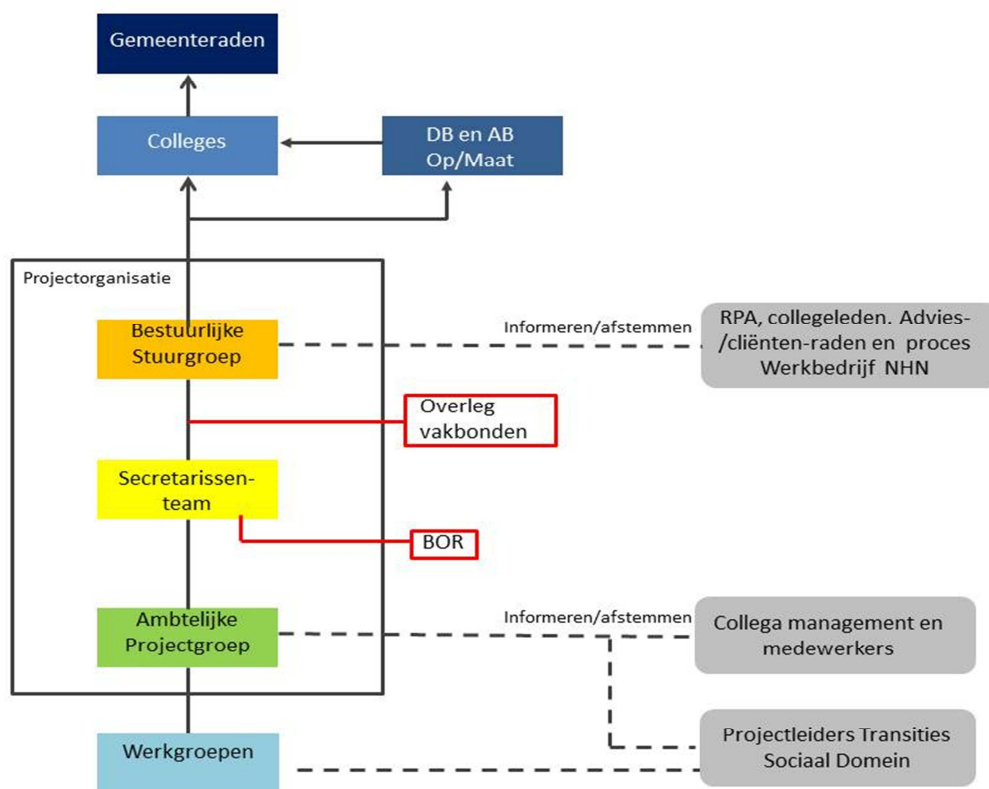 Gemeenteraden
Colleges
DB en AB
Op/Maat
Projectorganisatie
Bestuurlijke
Stuurgroep
Informeren/afstemmen
RPA, collegeleden. Advies-
/cliënten-raden en proces
Werkbedrijf NHN
Overleg
vakbonden
Secretarissen-
team
BOR
Ambtelijke
Projectgroep
Informeren/afstemmen
Collega management en
medewerkers
Werkgroepen
Projectleiders Transities
Sociaal Domein